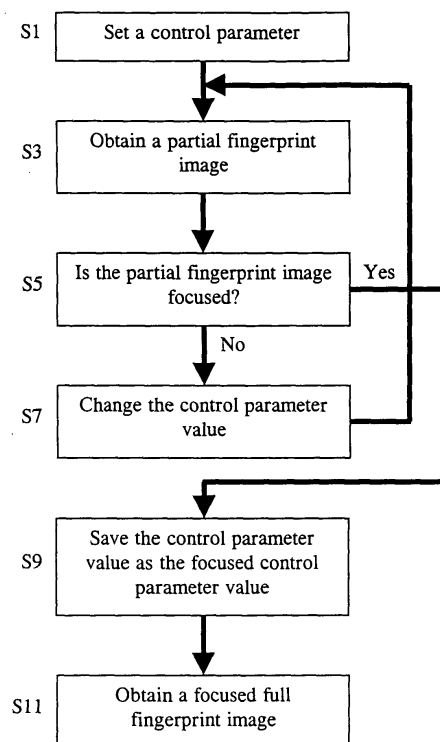 S1
Set a control parameter
S3
Obtain a partial fingerprint
image
S5
Is the partial fingerprint image
focused?
Yes
No
S7
Change the control parameter
value
S9
Save the control parameter
value as the focused control
parameter value
S11
Obtain a focused full
fingerprint image